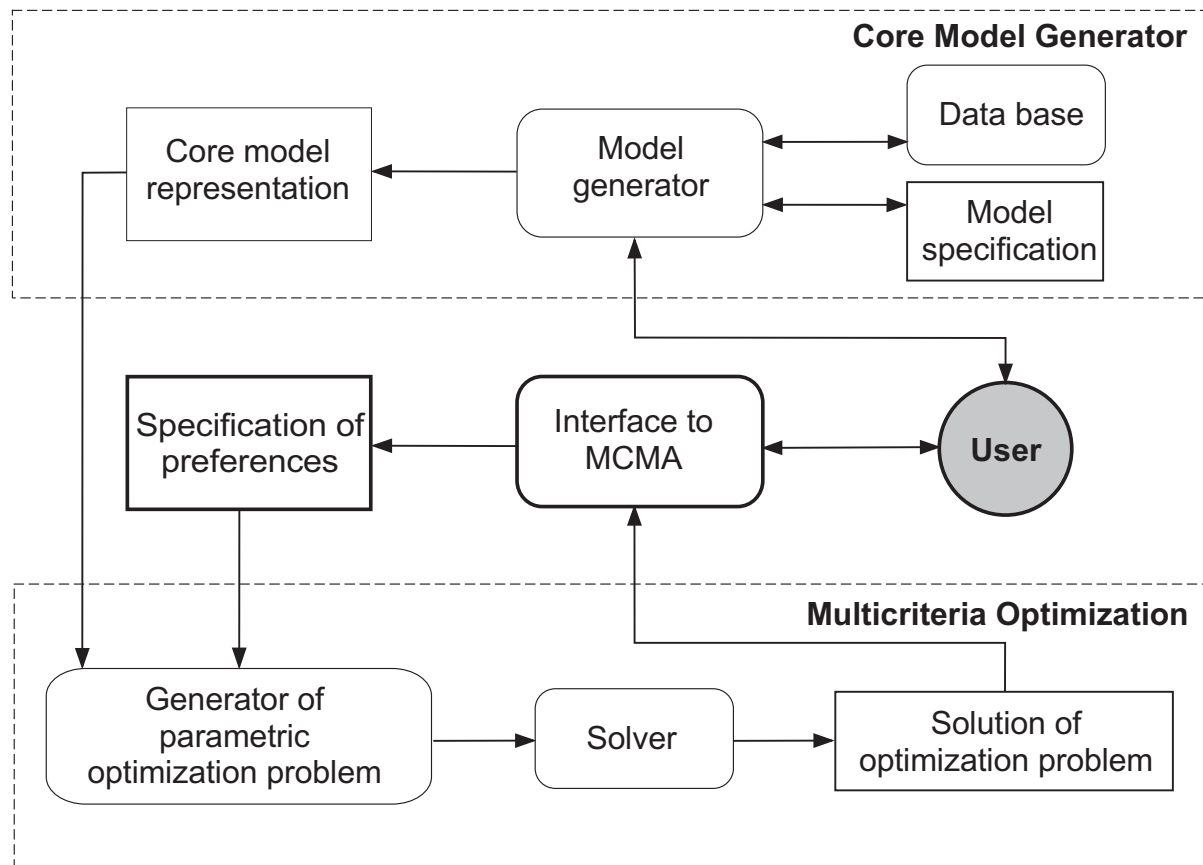 Core Model Generator
Data base
Core model
representation
Model
generator
Model
specification
Specification of
preferences
Interface to
MCMA
User
Multicriteria Optimization
Generator of
parametric
optimization problem
Solver
Solution of
optimization problem